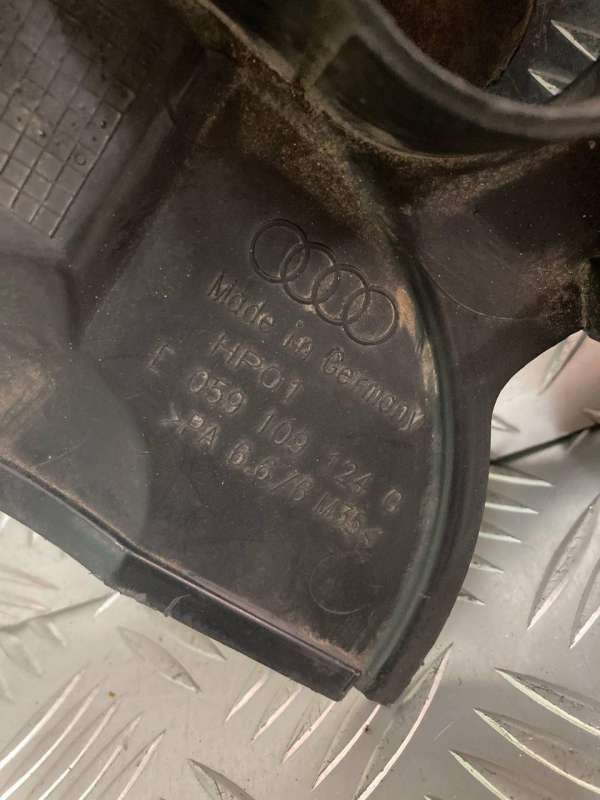 Made in Germany
HP01
E 059 109 124 G
>PA 6.6/6 M35<